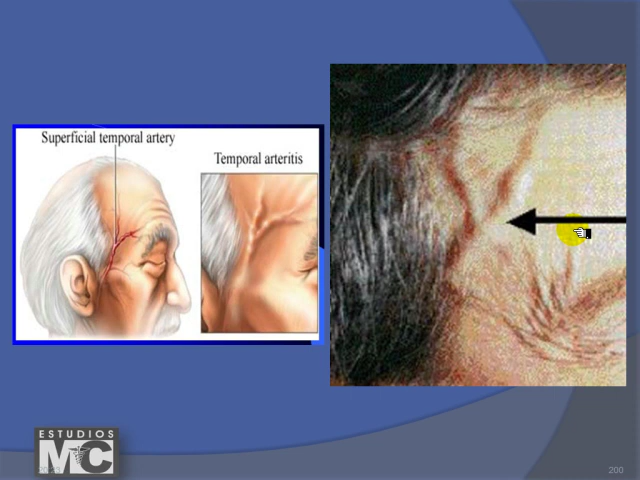 Superficial temporal artery
Temporal arteritis
ESTUDIOS
MC
200